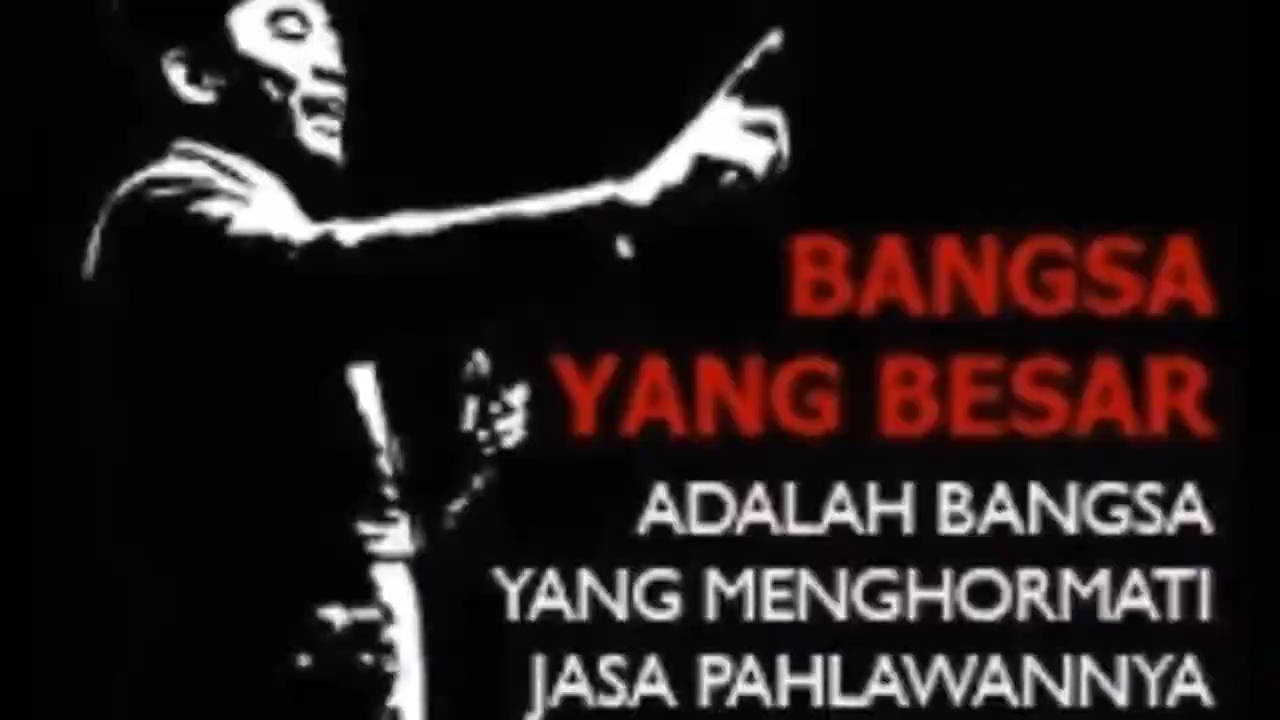 BANGSA
YANG BESAR
ADALAH BANGSA
YANG MENGHORMATI
JASA PAHLAWANNYA